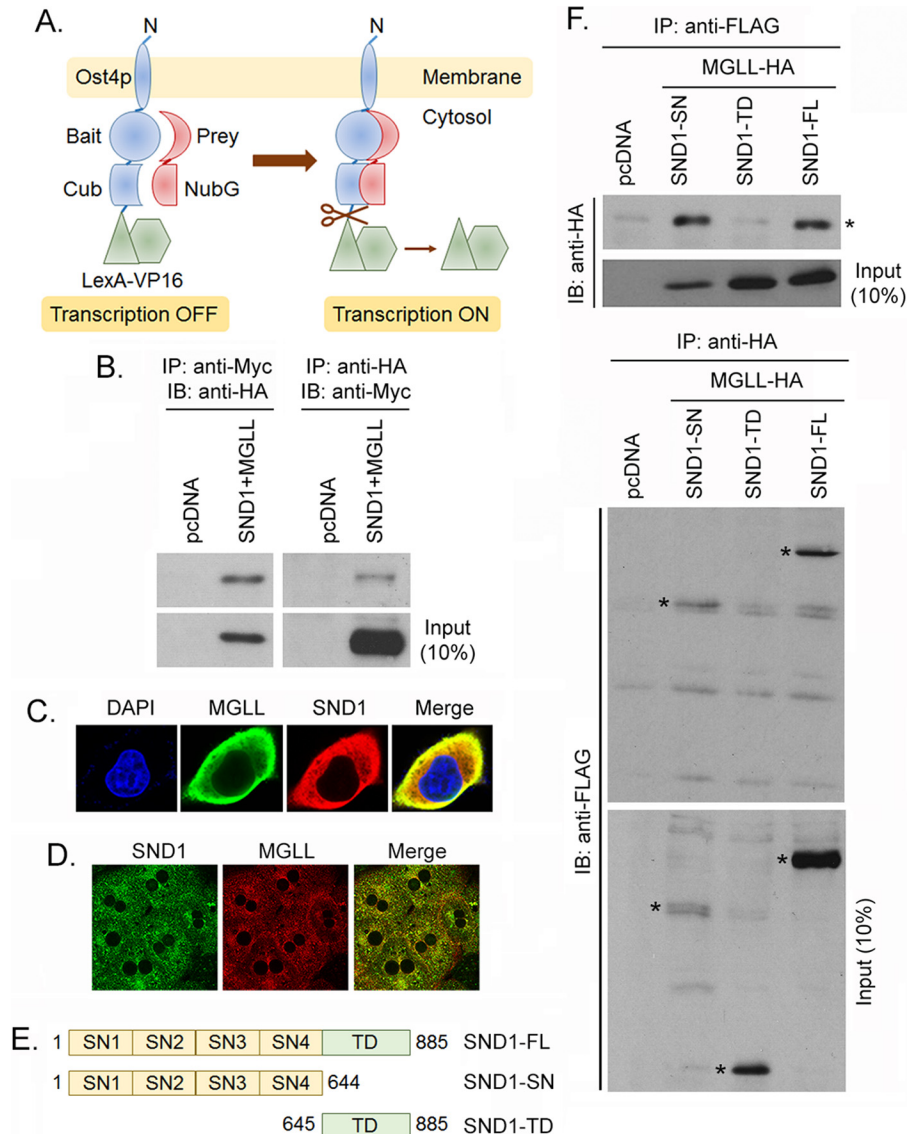 A.
N
N
Ost4p
Membrane
Cytosol
Bait
Prey
Cub
NubG
LexA-VP16
Transcription OFF
Transcription ON
B.
IP: anti-Myc
IB: anti-HA
IP: anti-HA
IB: anti-Myc
pcDNA
SND1+MGLL
pcDNA
SND1+MGLL
Input
(10%)
C.
DAPI
MGLL
SND1
Merge
D.
SND1
MGLL
Merge
E.
1 SN1 SN2 SN3 SN4 TD 885 SND1-FL
1 SN1 SN2 SN3 SN4 644 SND1-SN
645 TD 885 SND1-TD
F.
IP: anti-FLAG
MGLL-HA
pcDNA
SND1-SN
SND1-TD
SND1-FL
IB: anti-HA
*
Input
(10%)
IP: anti-HA
MGLL-HA
pcDNA
SND1-SN
SND1-TD
SND1-FL
IB: anti-FLAG
*
*
*
*
*
Input (10%)